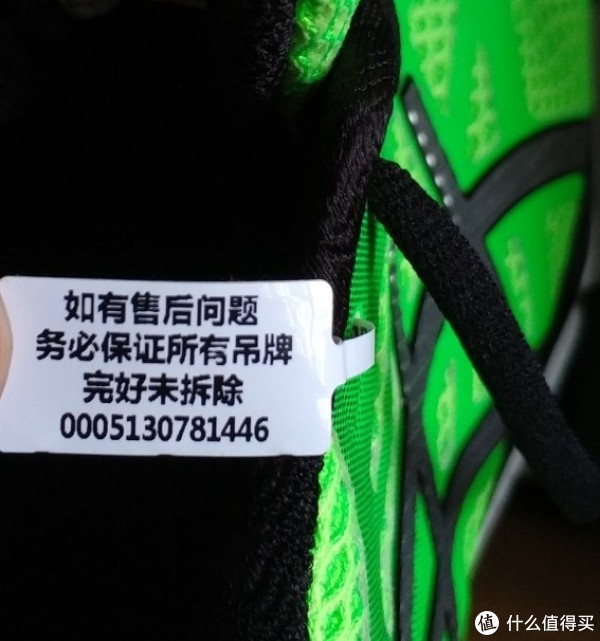 如有售后问题
务必保证所有吊牌
完好未拆除
0005130781446
值 什么值得买